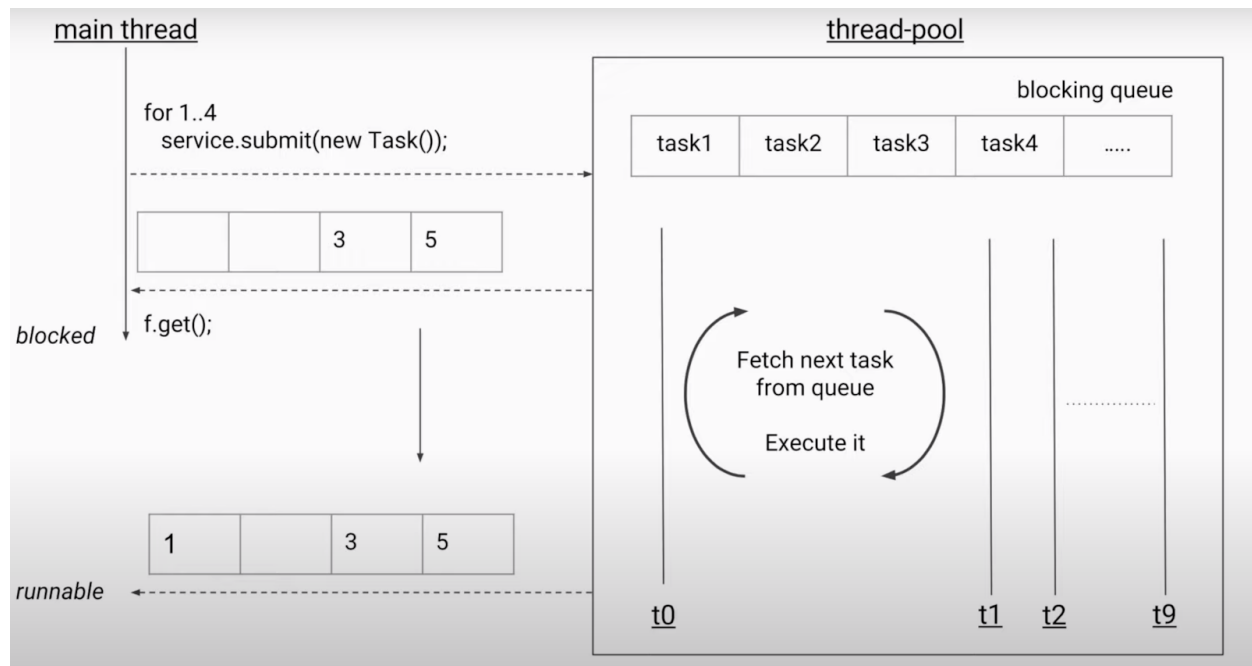 main thread
thread-pool
for 1..4
service.submit(new Task());
blocking queue
task1 task2 task3 task4 .....
3 5
f.get();
blocked
Fetch next task
from queue
Execute it
1 3 5
runnable
t0 t1 t2 t9